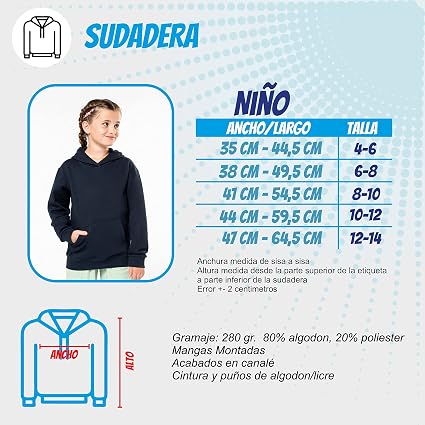 SUDADERA
NIÑO
ANCHO/LARGO TALLA
35 CM - 44,5 CM 4-6
38 CM - 49,5 CM 6-8
41 CM - 54,5 CM 8-10
44 CM - 59,5 CM 10-12
47 CM - 64,5 CM 12-14
Anchura medida de sisa a sisa
Altura medida desde la parte superior de la etiqueta
a parte inferior de la sudadera
Error +- 2 centimetros
ANCHO
ALTO
Gramaje: 280 gr. 80% algodon, 20% poliester
Mangas Montadas
Acabados en canalé
Cintura y puños de algodon/licre